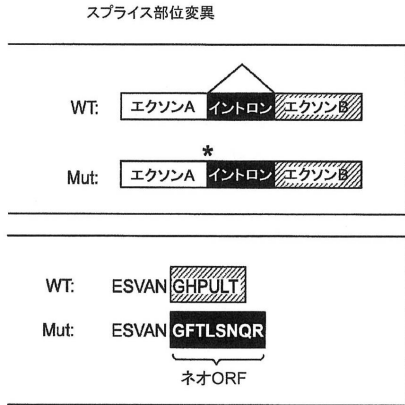 スプライス部位変異
WT: エクソンA イントロン エクソンB
*
Mut: エクソンA イントロン エクソンB
WT: ESVAN GHPULT
Mut: ESVAN GFTLSNQR
ネオORF